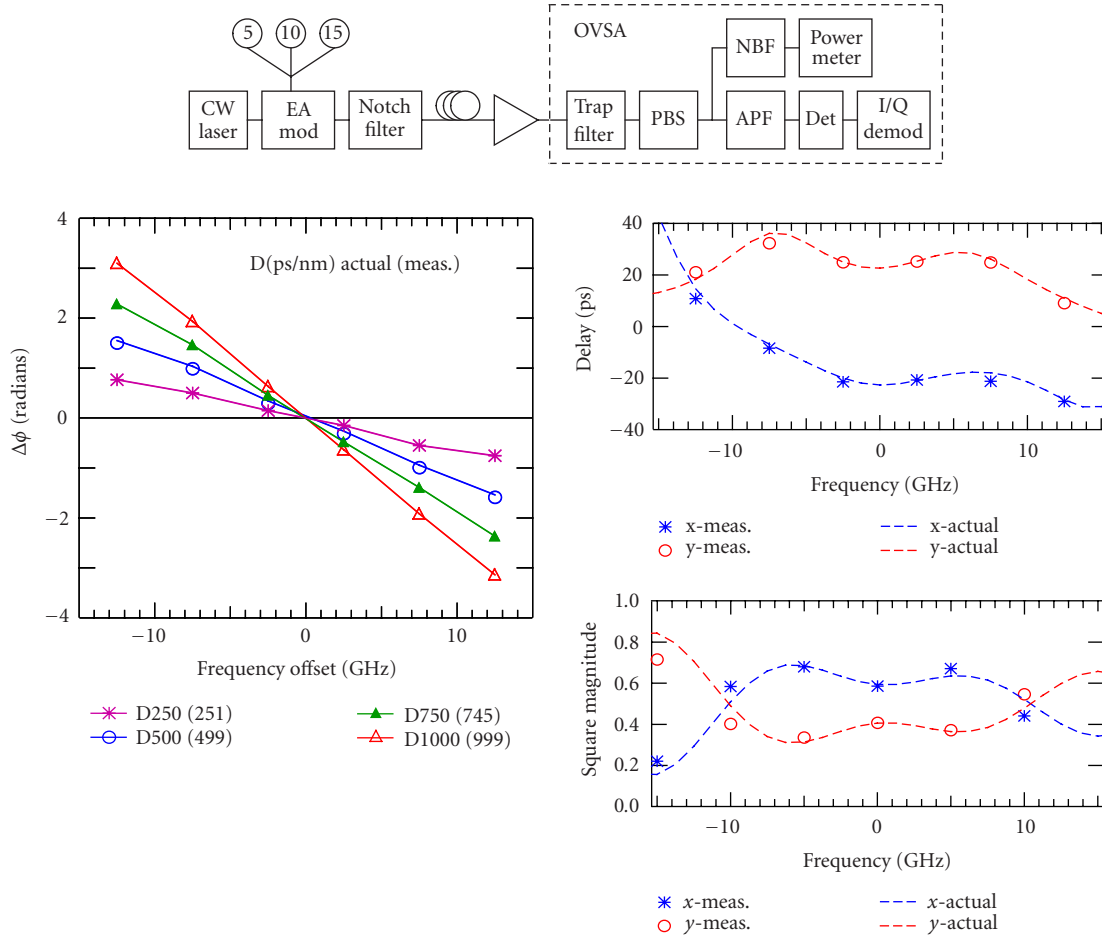 5 10 15
OVSA
NBF
Power
meter
CW
laser
EA
mod
Notch
filter
Trap
filter
PBS
APF
Det
I/Q
demod
4
2
0
−2
−4
Δϕ (radians)
D(ps/nm) actual (meas.)
−10 0 10
Frequency offset (GHz)
D250 (251)
D500 (499)
D750 (745)
D1000 (999)
40
20
0
−20
−40
Delay (ps)
−10 0 10
Frequency (GHz)
x-meas.
y-meas.
x-actual
y-actual
1.0
0.8
0.6
0.4
0.2
0.0
Square magnitude
−10 0 10
Frequency (GHz)
x-meas.
y-meas.
x-actual
y-actual